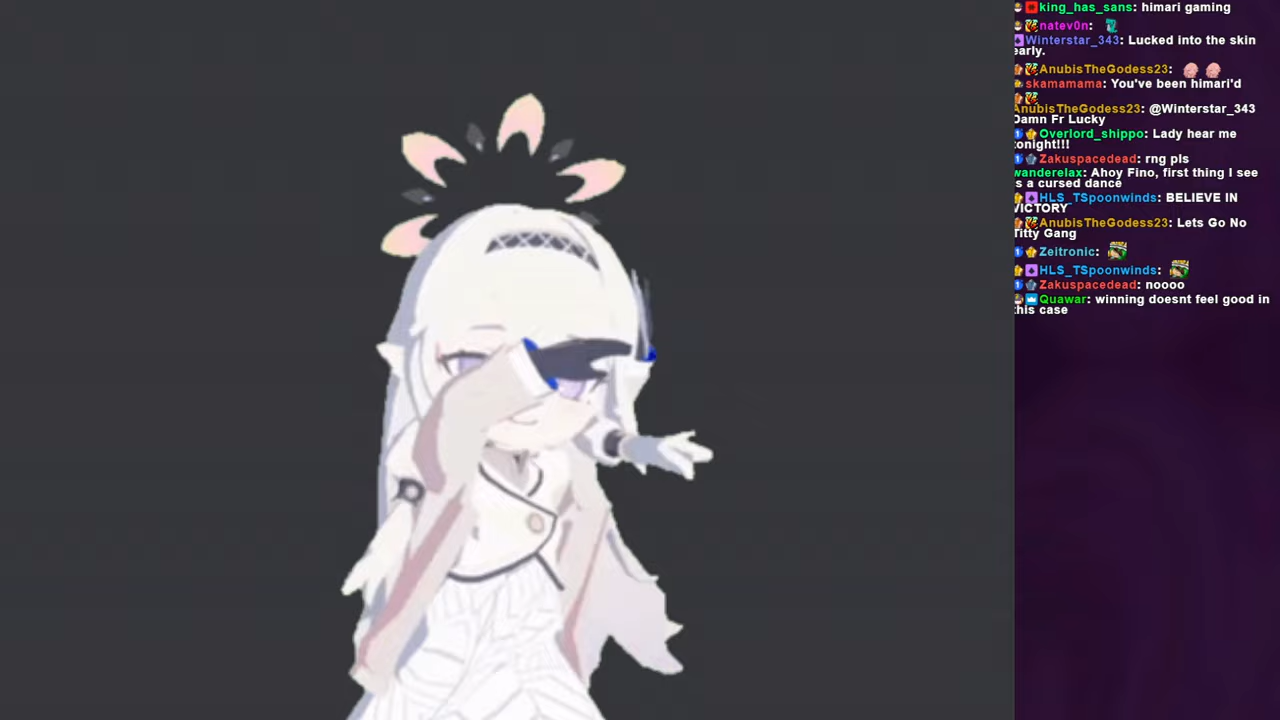 king_has_sans: himari gaming
natev0n:
Winterstar_343: Lucked into the skin
early.
AnubisTheGodess23:
skamamama: You've been himari'd
AnubisTheGodess23: @Winterstar_343
Damn Fr Lucky
Overlord_shippo: Lady hear me
tonight!!!
Zakuspacedead: rng pls
wanderelax: Ahoy Fino, first thing I see
is a cursed dance
HLS_TSpoonwinds: BELIEVE IN
VICTORY
AnubisTheGodess23: Lets Go No
Titty Gang
Zeitronic:
HLS_TSpoonwinds:
Zakuspacedead: noooo
Quawar: winning doesnt feel good in
this case